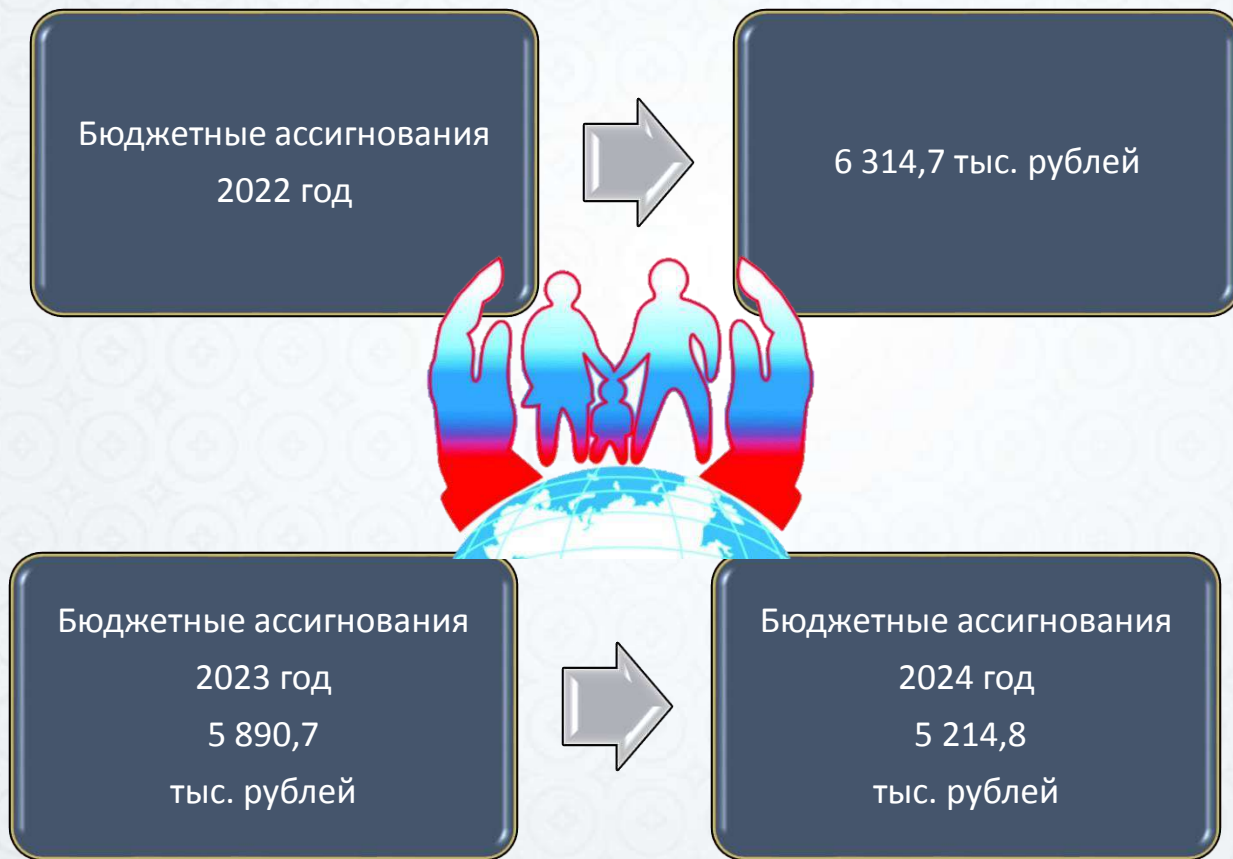 Бюджетные ассигнования
2022 год
6 314,7 тыс. рублей
Бюджетные ассигнования
2023 год
5 890,7
тыс. рублей
Бюджетные ассигнования
2024 год
5 214,8
тыс. рублей